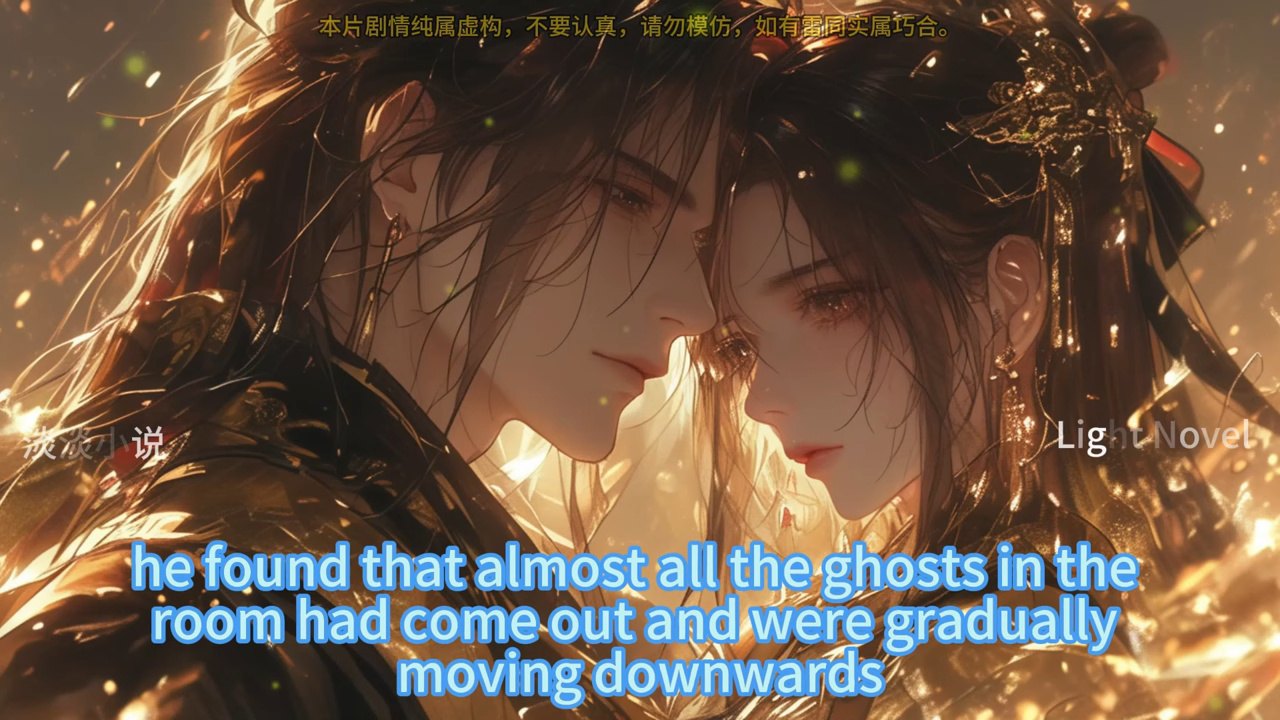 本片剧情纯属虚构，不要认真，请勿模仿，如有雷同实属巧合。
淡淡小说
Light Novel
he found that almost all the ghosts in the
room had come out and were gradually
moving downwards